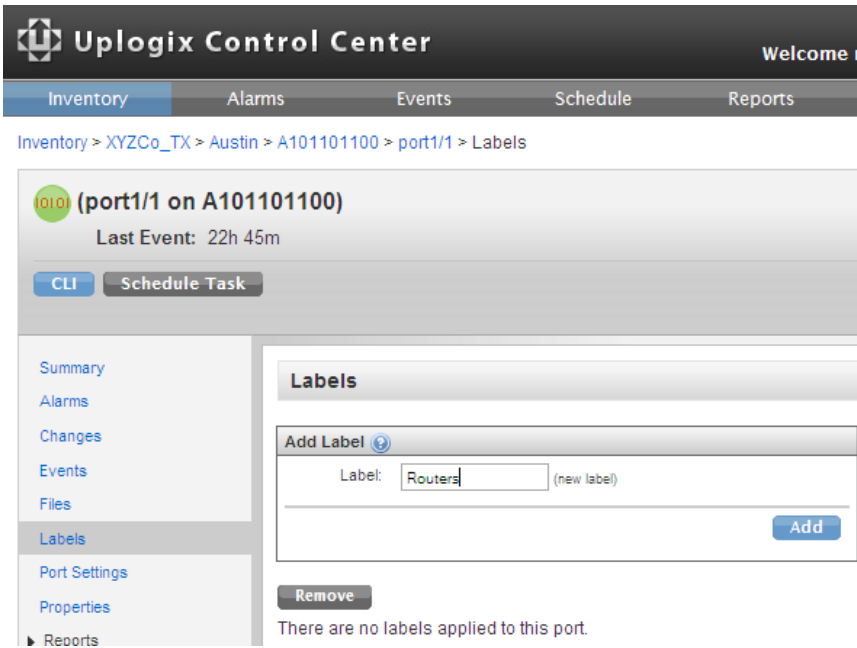 Uplogix Control Center
Welcome
Inventory Alarms Events Schedule Reports
Inventory > XYZCo_TX > Austin > A101101100 > port1/1 > Labels
(port1/1 on A101101100)
Last Event: 22h 45m
CLI Schedule Task
Summary
Alarms
Changes
Events
Files
Labels
Port Settings
Properties
Reports
Labels
Add Label ?
Label: Routers (new label)
Add
Remove
There are no labels applied to this port.